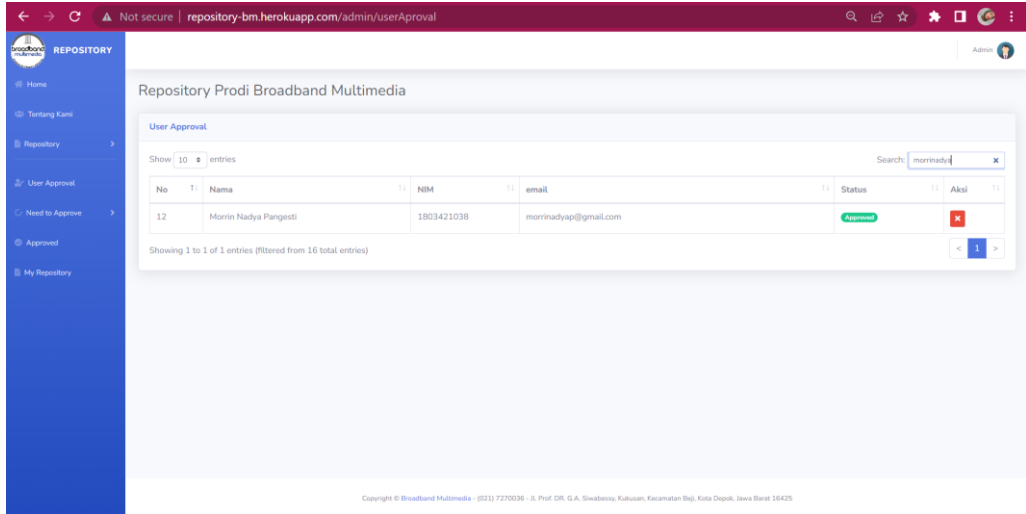 Not secure | repository-bm.herokuapp.com/admin/userAproval
broadband multimedia REPOSITORY
Admin
Home
Tentang Kami
Repository
User Approval
Need to Approve
Approved
My Repository
Repository Prodi Broadband Multimedia
User Approval
Show 10 entries
Search: morrinadya
No Nama NIM email Status Aksi
12 Morrin Nadya Pangesti 1803421038 morrinadyap@gmail.com Approved
Showing 1 to 1 of 1 entries (filtered from 16 total entries)
< 1 >
Copyright © Broadband Multimedia - (021) 7270036 - Jl. Prof. DR. G.A. Siwabessy, Kukusan, Kecamatan Beji, Kota Depok, Jawa Barat 16425